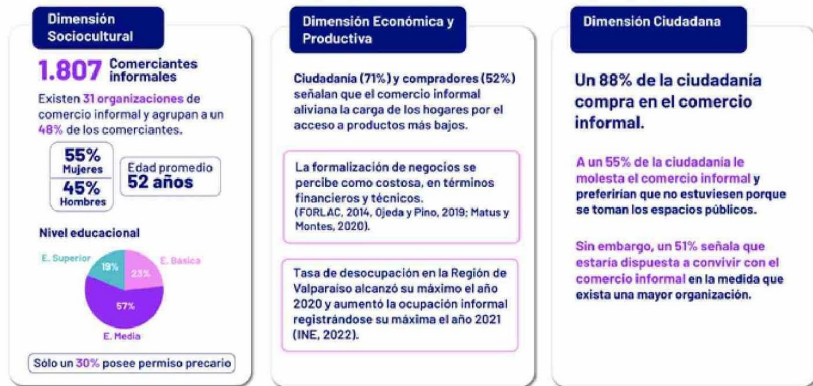 Dimensión
Sociocultural
1.807 Comerciantes
informales
Existen 31 organizaciones de
comercio informal y agrupan a un
48% de los comerciantes.
55%
Mujeres
45%
Hombres
Edad promedio
52 años
Nivel educacional
E. Superior
19%
E. Basica
23%
57%
E. Media
Sólo un 30% posee permiso precario
Dimensión Económica y
Productiva
Ciudadanía (71%) y compradores (52%)
señalan que el comercio informal
aliviana la carga de los hogares por el
acceso a productos más bajos.
La formalización de negocios se
percibe como costosa, en términos
financieros y técnicos.
(FORLAC, 2014, Ojeda y Pino, 2019; Matus y
Montes, 2020).
Tasa de desocupación en la Región de
Valparaíso alcanzó su máximo el año
2020 y aumentó la ocupación informal
registrándose su máxima el año 2021
(INE, 2022).
Dimensión Ciudadana
Un 88% de la ciudadanía
compra en el comercio
informal.
A un 55% de la ciudadanía le
molesta el comercio informal y
preferirían que no estuviesen porque
se toman los espacios públicos.
Sin embargo, un 51% señala que
estaría dispuesta a convivir con el
comercio informal en la medida que
exista una mayor organización.